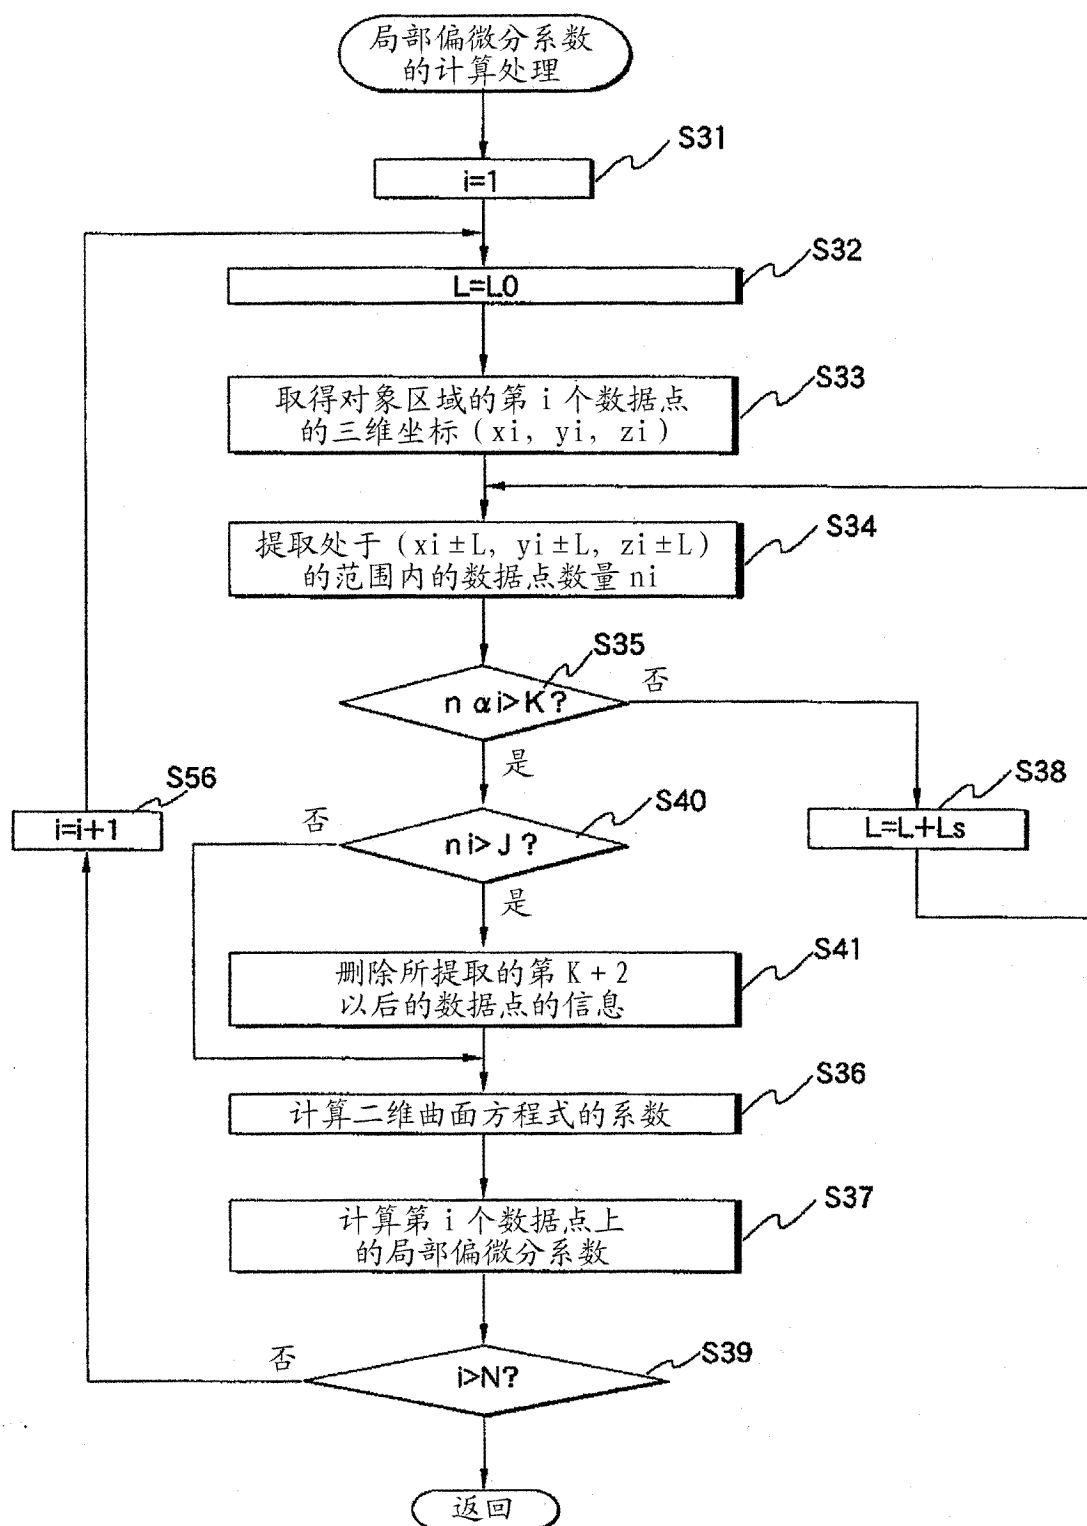 局部偏微分系数
的计算处理
S31
i=1
S32
L=L0
S33
取得对象区域的第 i 个数据点
的三维坐标 (xi, yi, zi)
S34
提取处于 (xi±L, yi±L, zi±L)
的范围内的数据点数量 ni
S35
n αi>K?
否
是
S56
i=i+1
S40
否
ni>J?
S38
L=L+Ls
是
S41
删除所提取的第 K+2
以后的数据点的信息
S36
计算二维曲面方程式的系数
S37
计算第 i 个数据点上
的局部偏微分系数
S39
否
i>N?
返回